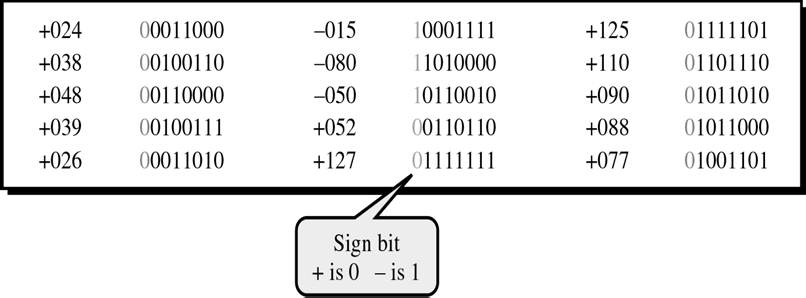 +024 00011000 –015 10001111 +125 01111101
+038 00100110 –080 11010000 +110 01101110
+048 00110000 –050 10110010 +090 01011010
+039 00100111 +052 00110110 +088 01011000
+026 00011010 +127 01111111 +077 01001101
Sign bit
+ is 0 – is 1